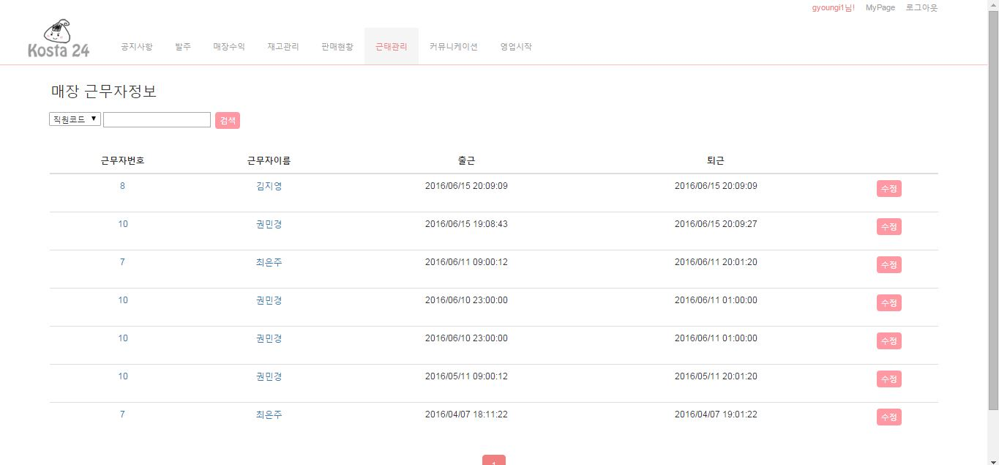 gyoungi1님! MyPage 로그아웃
Kosta 24
공지사항 발주 매장수익 재고관리 판매현황 근태관리 커뮤니케이션 영업시작
매장 근무자정보
직원코드 ▼ 검색
근무자번호 근무자이름 출근 퇴근
8 김지영 2016/06/15 20:09:09 2016/06/15 20:09:09 수정
10 권민경 2016/06/15 19:08:43 2016/06/15 20:09:27 수정
7 최은주 2016/06/11 09:00:12 2016/06/11 20:01:20 수정
10 권민경 2016/06/10 23:00:00 2016/06/11 01:00:00 수정
10 권민경 2016/06/10 23:00:00 2016/06/11 01:00:00 수정
10 권민경 2016/05/11 09:00:12 2016/05/11 20:01:20 수정
7 최은주 2016/04/07 18:11:22 2016/04/07 19:01:22 수정
1